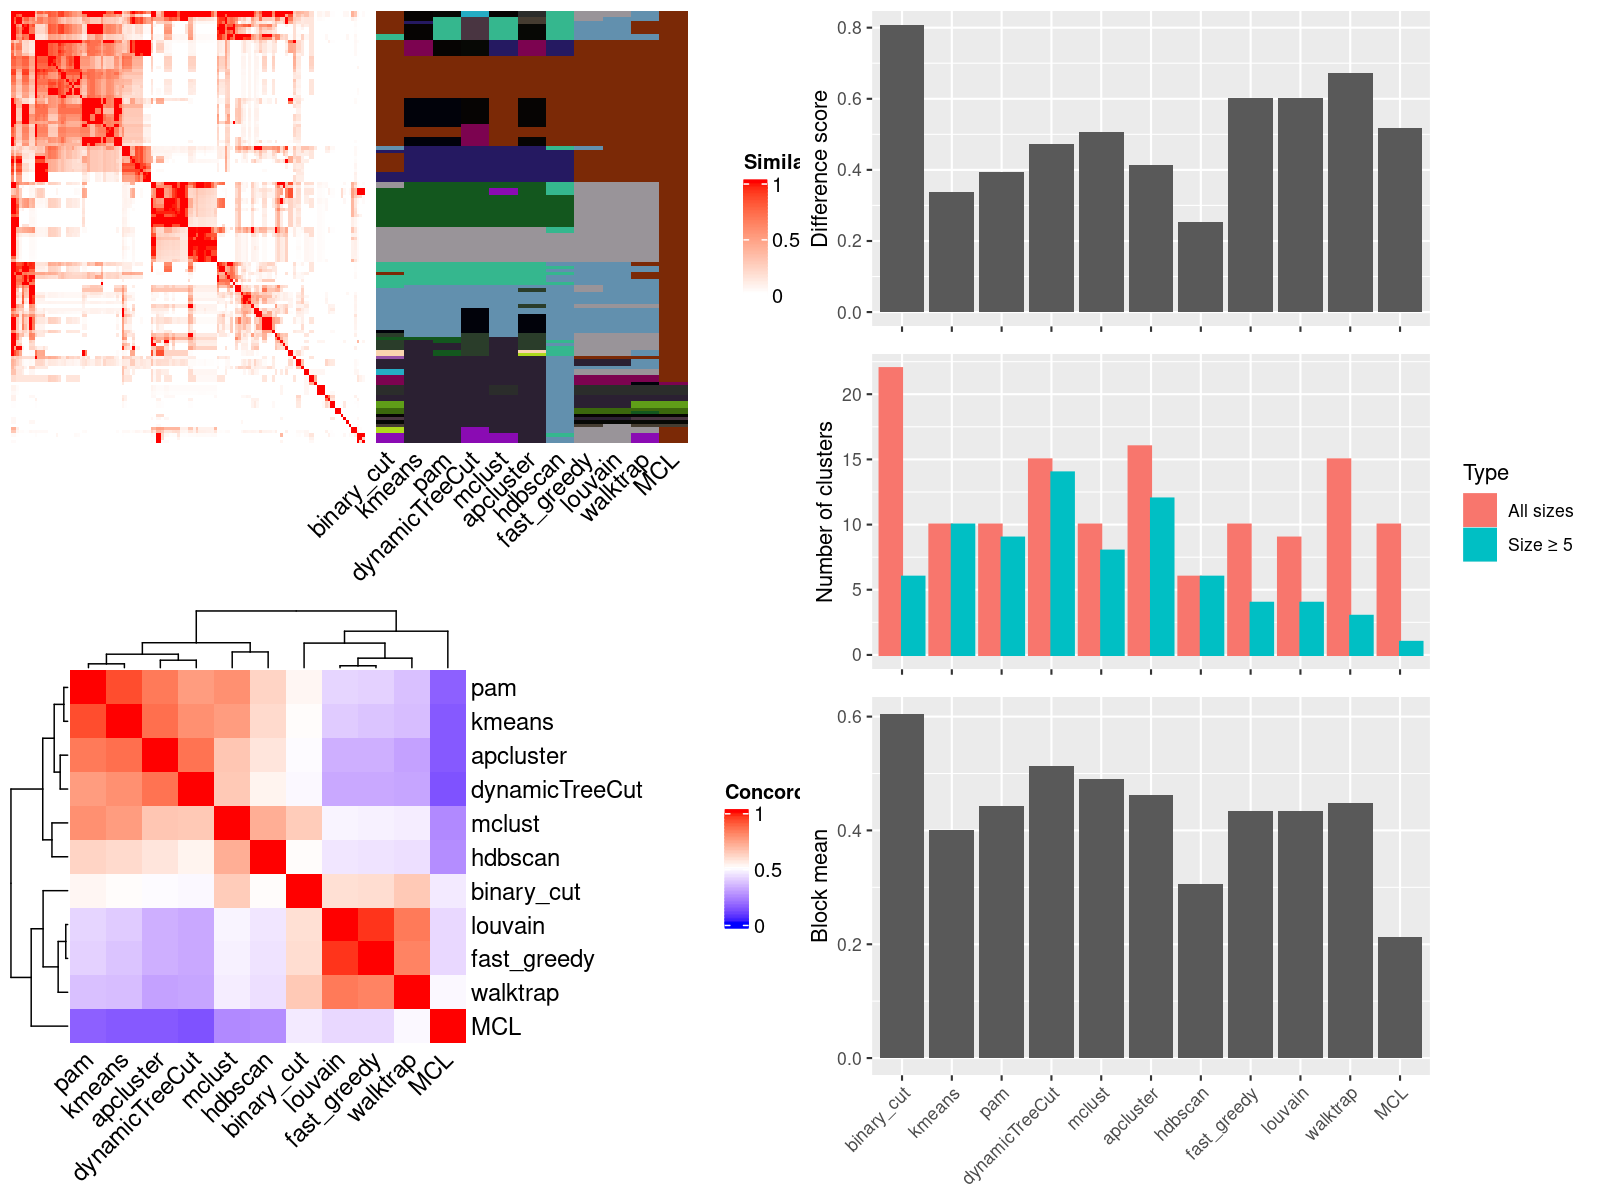 Simila
1
0.5
0
binary_cut
kmeans
pam
dynamicTreeCut
mclust
apcluster
hdbscan
fast_greedy
louvain
walktrap
MCL
pam
kmeans
apcluster
dynamicTreeCut
mclust
hdbscan
binary_cut
louvain
fast_greedy
walktrap
MCL
pam
kmeans
apcluster
dynamicTreeCut
mclust
hdbscan
binary_cut
louvain
fast_greedy
walktrap
MCL
Concord
1
0.5
0
Difference score
0.8
0.6
0.4
0.2
0.0
Number of clusters
20
15
10
5
0
Type
All sizes
Size ≥ 5
Block mean
0.6
0.4
0.2
0.0
binary_cut
kmeans
pam
dynamicTreeCut
mclust
apcluster
hdbscan
fast_greedy
louvain
walktrap
MCL